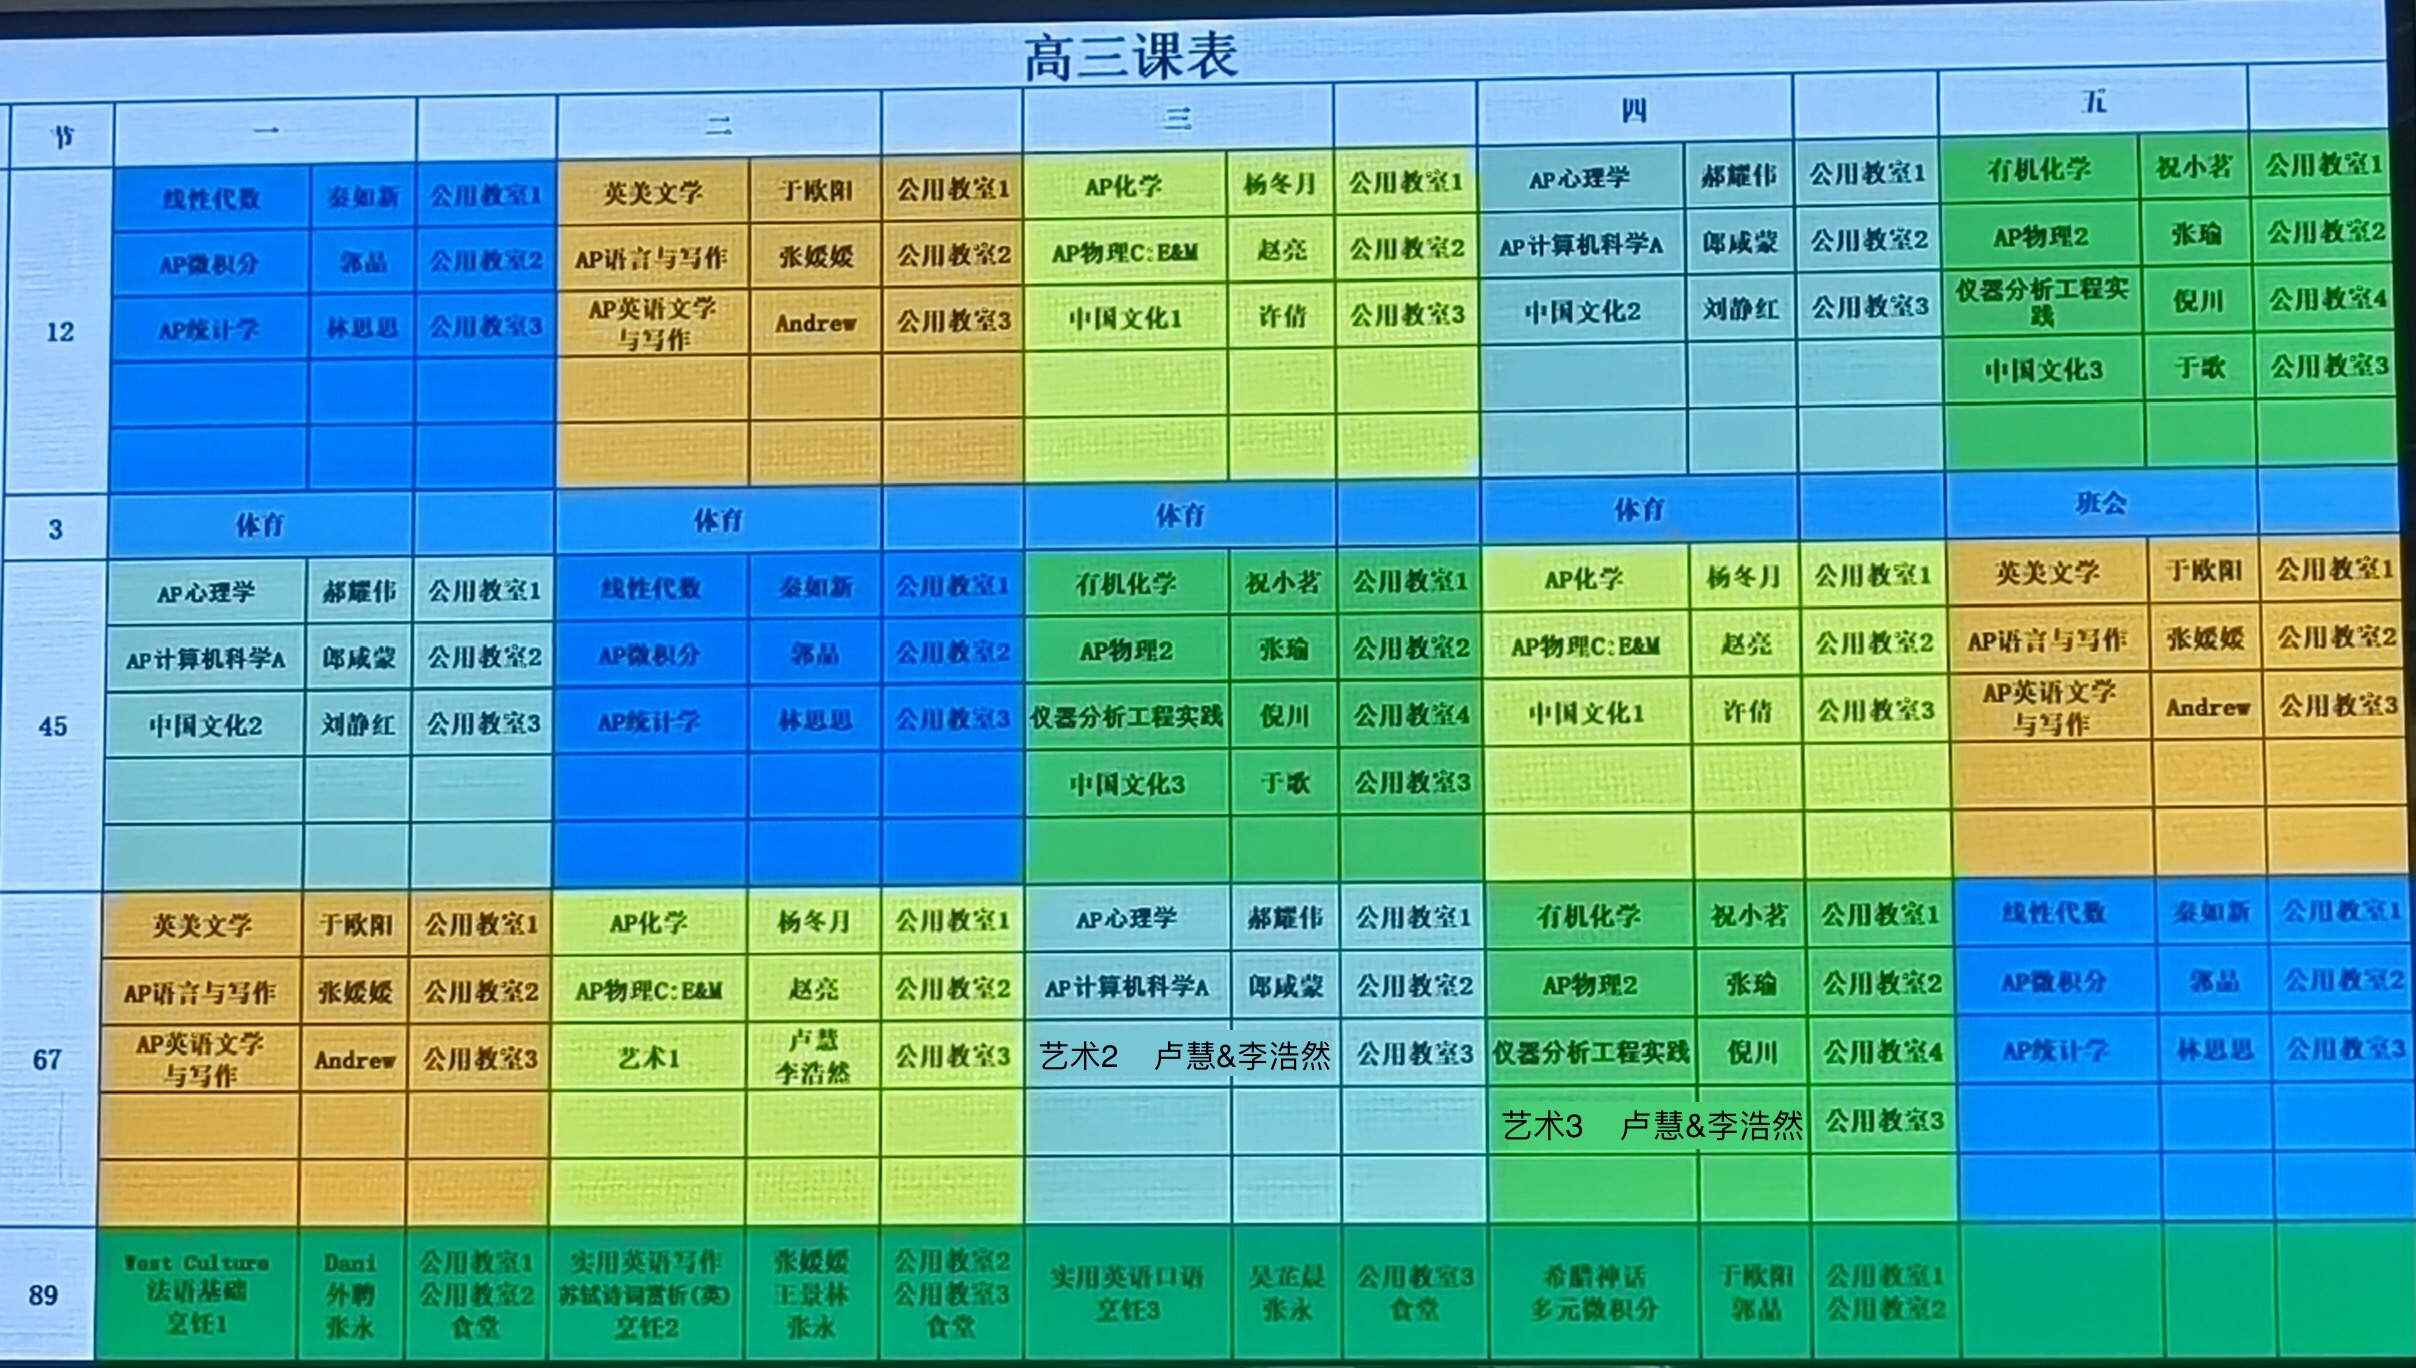 高三课表
节 一 二 三 四 五
12
线性代数 秦如新 公用教室1 英美文学 于欧阳 公用教室1 AP化学 杨冬月 公用教室1 AP心理学 郝耀伟 公用教室1 有机化学 祝小茗 公用教室1
AP微积分 郭品 公用教室2 AP语言与写作 张媛媛 公用教室2 AP物理C:E&M 赵亮 公用教室2 AP计算机科学A 郎咸蒙 公用教室2 AP物理2 张瑜 公用教室2
AP统计学 林思思 公用教室3 AP英语文学与写作 Andrew 公用教室3 中国文化1 许倩 公用教室3 中国文化2 刘静红 公用教室3 仪器分析工程实践 倪川 公用教室4
中国文化3 于歌 公用教室3
3 体育 体育 体育 体育 班会
45
AP心理学 郝耀伟 公用教室1 线性代数 秦如新 公用教室1 有机化学 祝小茗 公用教室1 AP化学 杨冬月 公用教室1 英美文学 于欧阳 公用教室1
AP计算机科学A 郎咸蒙 公用教室2 AP微积分 郭品 公用教室2 AP物理2 张瑜 公用教室2 AP物理C:E&M 赵亮 公用教室2 AP语言与写作 张媛媛 公用教室2
中国文化2 刘静红 公用教室3 AP统计学 林思思 公用教室3 仪器分析工程实践 倪川 公用教室4 中国文化1 许倩 公用教室3 AP英语文学与写作 Andrew 公用教室3
中国文化3 于歌 公用教室3
67
英美文学 于欧阳 公用教室1 AP化学 杨冬月 公用教室1 AP心理学 郝耀伟 公用教室1 有机化学 祝小茗 公用教室1 线性代数 秦如新 公用教室1
AP语言与写作 张媛媛 公用教室2 AP物理C:E&M 赵亮 公用教室2 AP计算机科学A 郎咸蒙 公用教室2 AP物理2 张瑜 公用教室2 AP微积分 郭品 公用教室2
AP英语文学与写作 Andrew 公用教室3 艺术1 卢慧 李浩然 公用教室3 艺术2 卢慧&李浩然 公用教室3 仪器分析工程实践 倪川 公用教室4 AP统计学 林思思 公用教室3
艺术3 卢慧&李浩然 公用教室3
89
West Culture Dani 公用教室1 实用英语写作 张媛媛 公用教室2 实用英语口语 吴芷晨 公用教室3 希腊神话 于欧阳 公用教室1
法语基础 外聘 公用教室2 苏轼诗词赏析(英) 王景林 公用教室3 烹饪3 张永 食堂 多元微积分 郭品 公用教室2
烹饪1 张永 食堂 烹饪2 张永 食堂